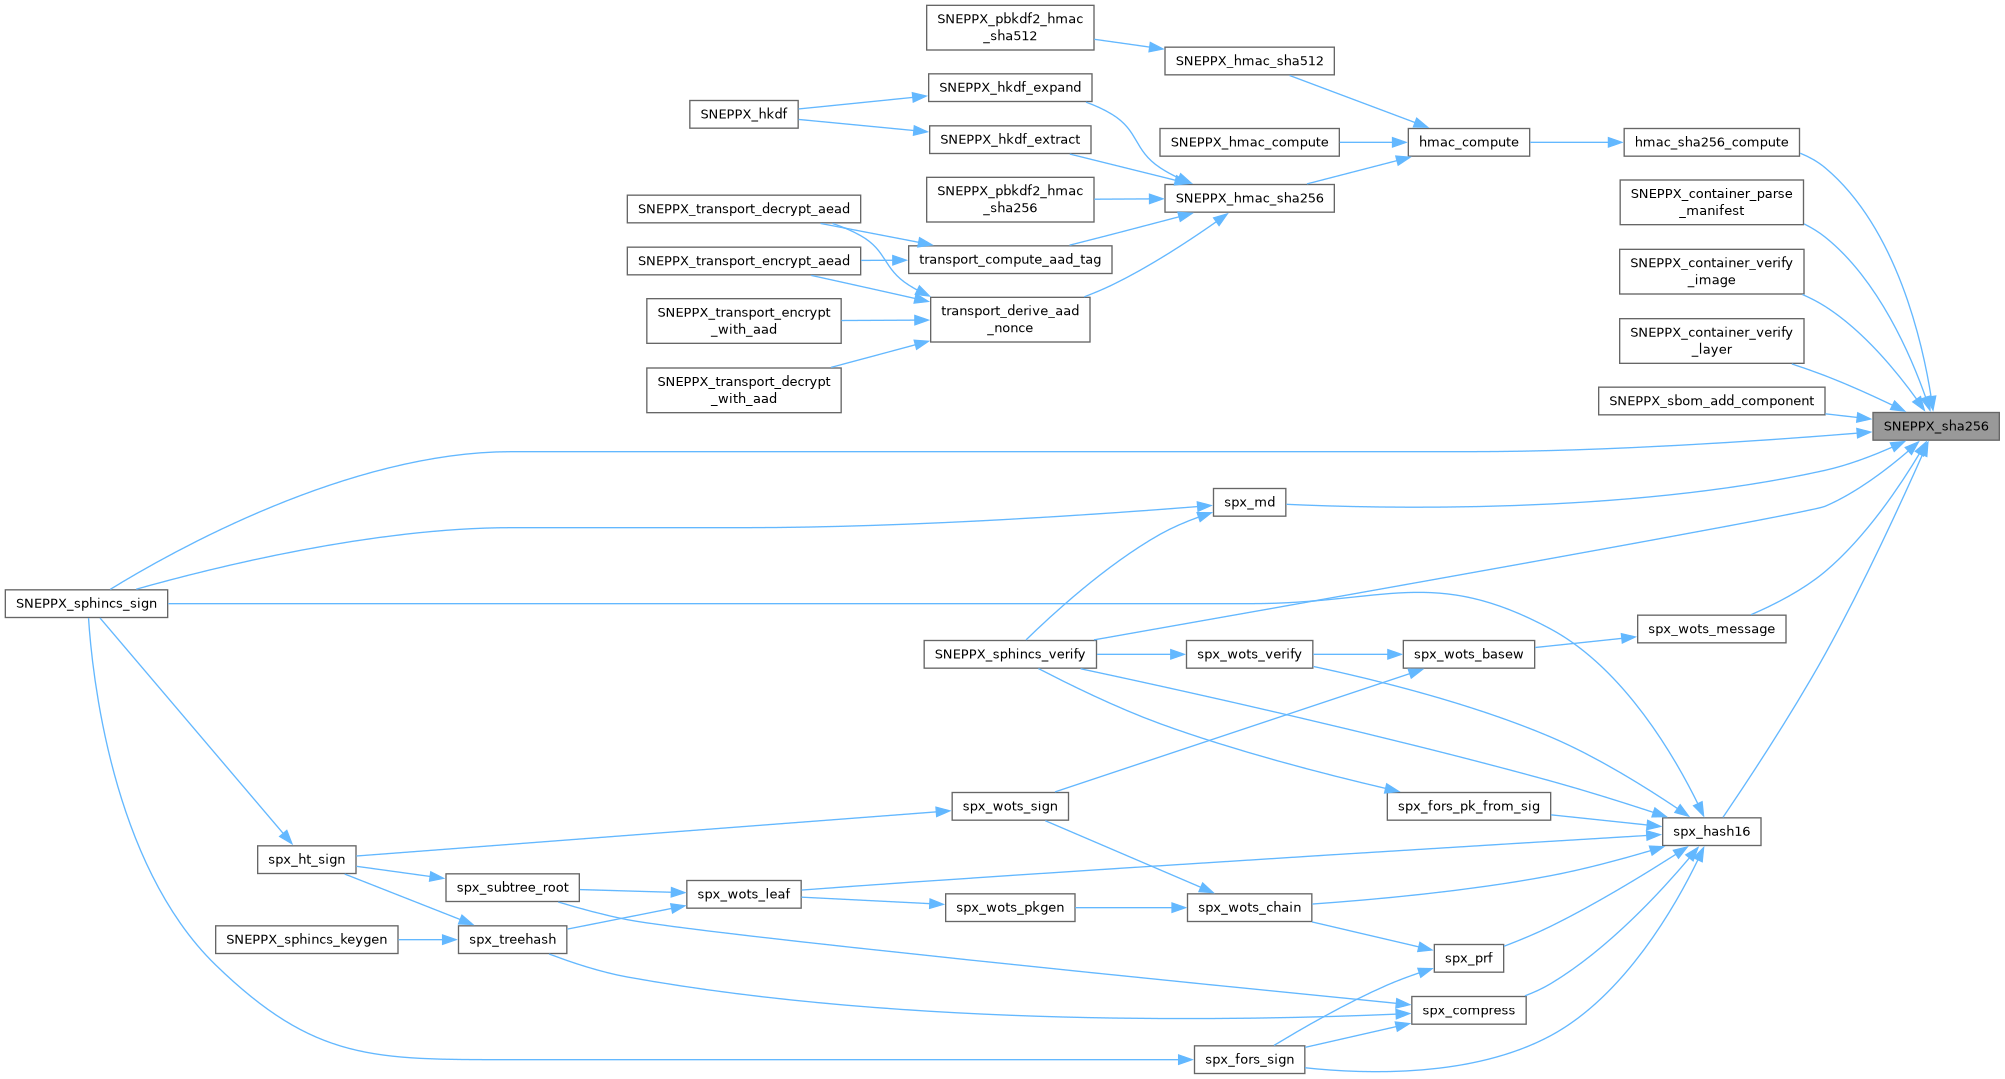 SNEPPX_pbkdf2_hmac
_sha512
SNEPPX_hmac_sha512
SNEPPX_hkdf_expand
SNEPPX_hkdf
SNEPPX_hkdf_extract
SNEPPX_hmac_compute
hmac_compute
hmac_sha256_compute
SNEPPX_pbkdf2_hmac
_sha256
SNEPPX_hmac_sha256
SNEPPX_container_parse
_manifest
SNEPPX_transport_decrypt_aead
SNEPPX_transport_encrypt_aead
transport_compute_aad_tag
SNEPPX_container_verify
_image
SNEPPX_transport_encrypt
_with_aad
transport_derive_aad
_nonce
SNEPPX_container_verify
_layer
SNEPPX_transport_decrypt
_with_aad
SNEPPX_sbom_add_component
SNEPPX_sha256
spx_md
SNEPPX_sphincs_sign
SNEPPX_sphincs_verify
spx_wots_verify
spx_wots_basew
spx_wots_message
spx_wots_sign
spx_fors_pk_from_sig
spx_hash16
spx_ht_sign
spx_subtree_root
spx_wots_leaf
spx_wots_pkgen
spx_wots_chain
SNEPPX_sphincs_keygen
spx_treehash
spx_prf
spx_compress
spx_fors_sign